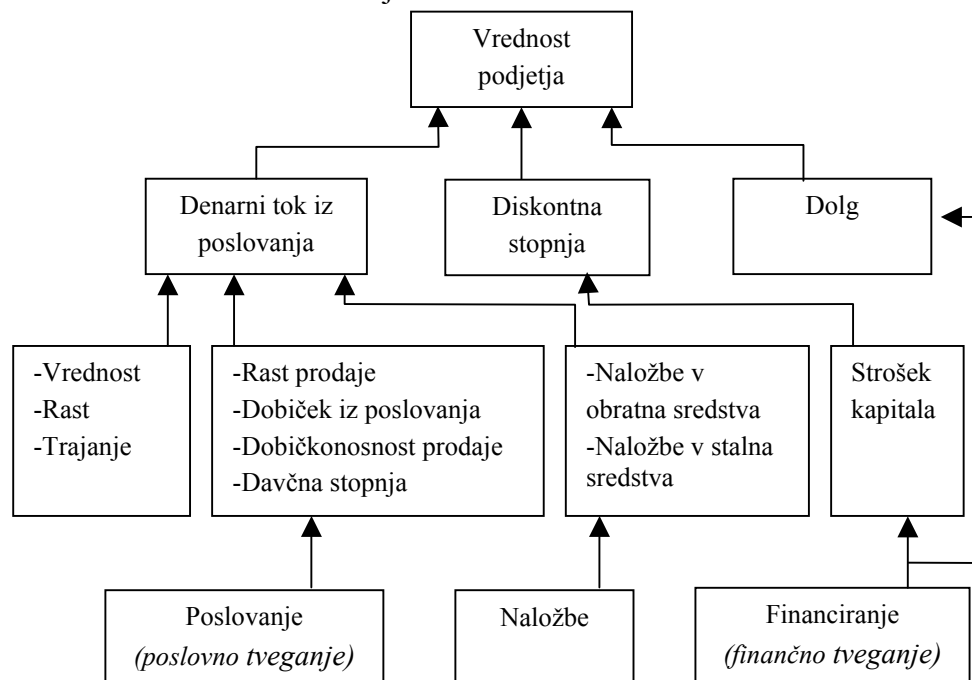 Vrednost
podjetja
Denarni tok iz
poslovanja
Diskontna
stopnja
Dolg
-Vrednost
-Rast
-Trajanje
-Rast prodaje
-Dobiček iz poslovanja
-Dobičkonosnost prodaje
-Davčna stopnja
-Naložbe v
obratna sredstva
-Naložbe v stalna
sredstva
Strošek
kapitala
Poslovanje
(poslovno tveganje)
Naložbe
Financiranje
(finančno tveganje)